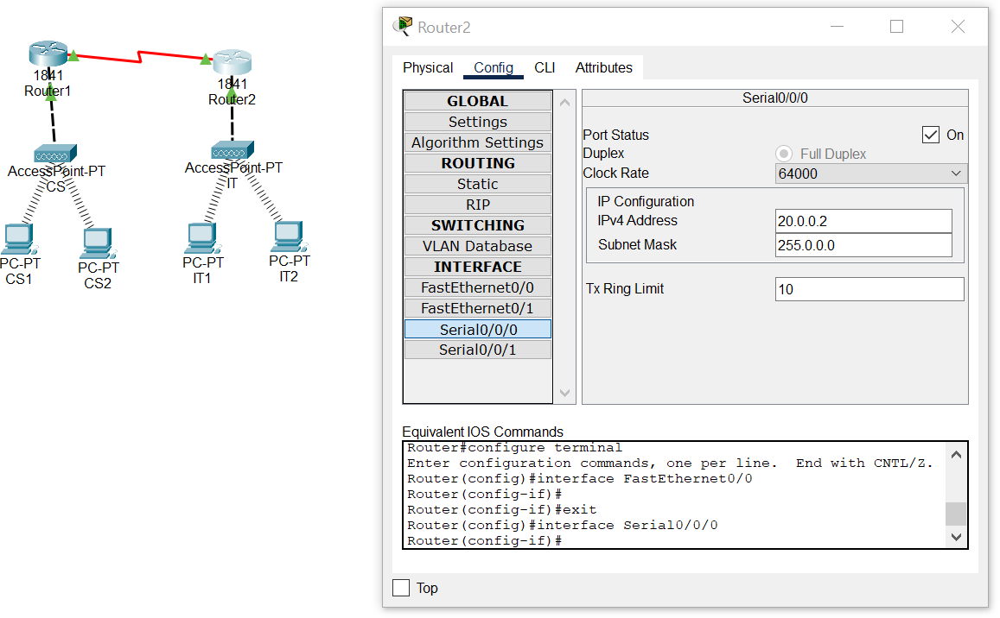 1841
Router1
1841
Router2
AccessPoint-PT
CS
AccessPoint-PT
IT
PC-PT
CS1
PC-PT
CS2
PC-PT
IT1
PC-PT
IT2
Router2
Physical Config CLI Attributes
GLOBAL
Settings
Algorithm Settings
ROUTING
Static
RIP
SWITCHING
VLAN Database
INTERFACE
FastEthernet0/0
FastEthernet0/1
Serial0/0/0
Serial0/0/1
Serial0/0/0
Port Status On
Duplex Full Duplex
Clock Rate 64000
IP Configuration
IPv4 Address 20.0.0.2
Subnet Mask 255.0.0.0
Tx Ring Limit 10
Equivalent IOS Commands
Router#configure terminal
Enter configuration commands, one per line.  End with CNTL/Z.
Router(config)#interface FastEthernet0/0
Router(config-if)#
Router(config-if)#exit
Router(config)#interface Serial0/0/0
Router(config-if)#
Top